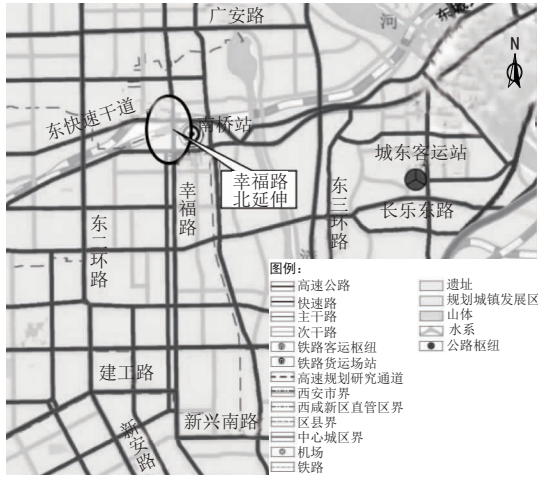 广安路
河
东快速干道
南桥站
N
城东客运站
幸福路
北延伸
幸福路
东三环路
长乐东路
东二环路
建工路
新兴南路
新安路
图例：
高速公路
快速路
主干路
次干路
铁路客运枢纽
铁路货运场站
高速规划研究通道
西安市界
西咸新区直管区界
区县界
中心城区界
机场
铁路
遗址
规划城镇发展区
山体
水系
公路枢纽